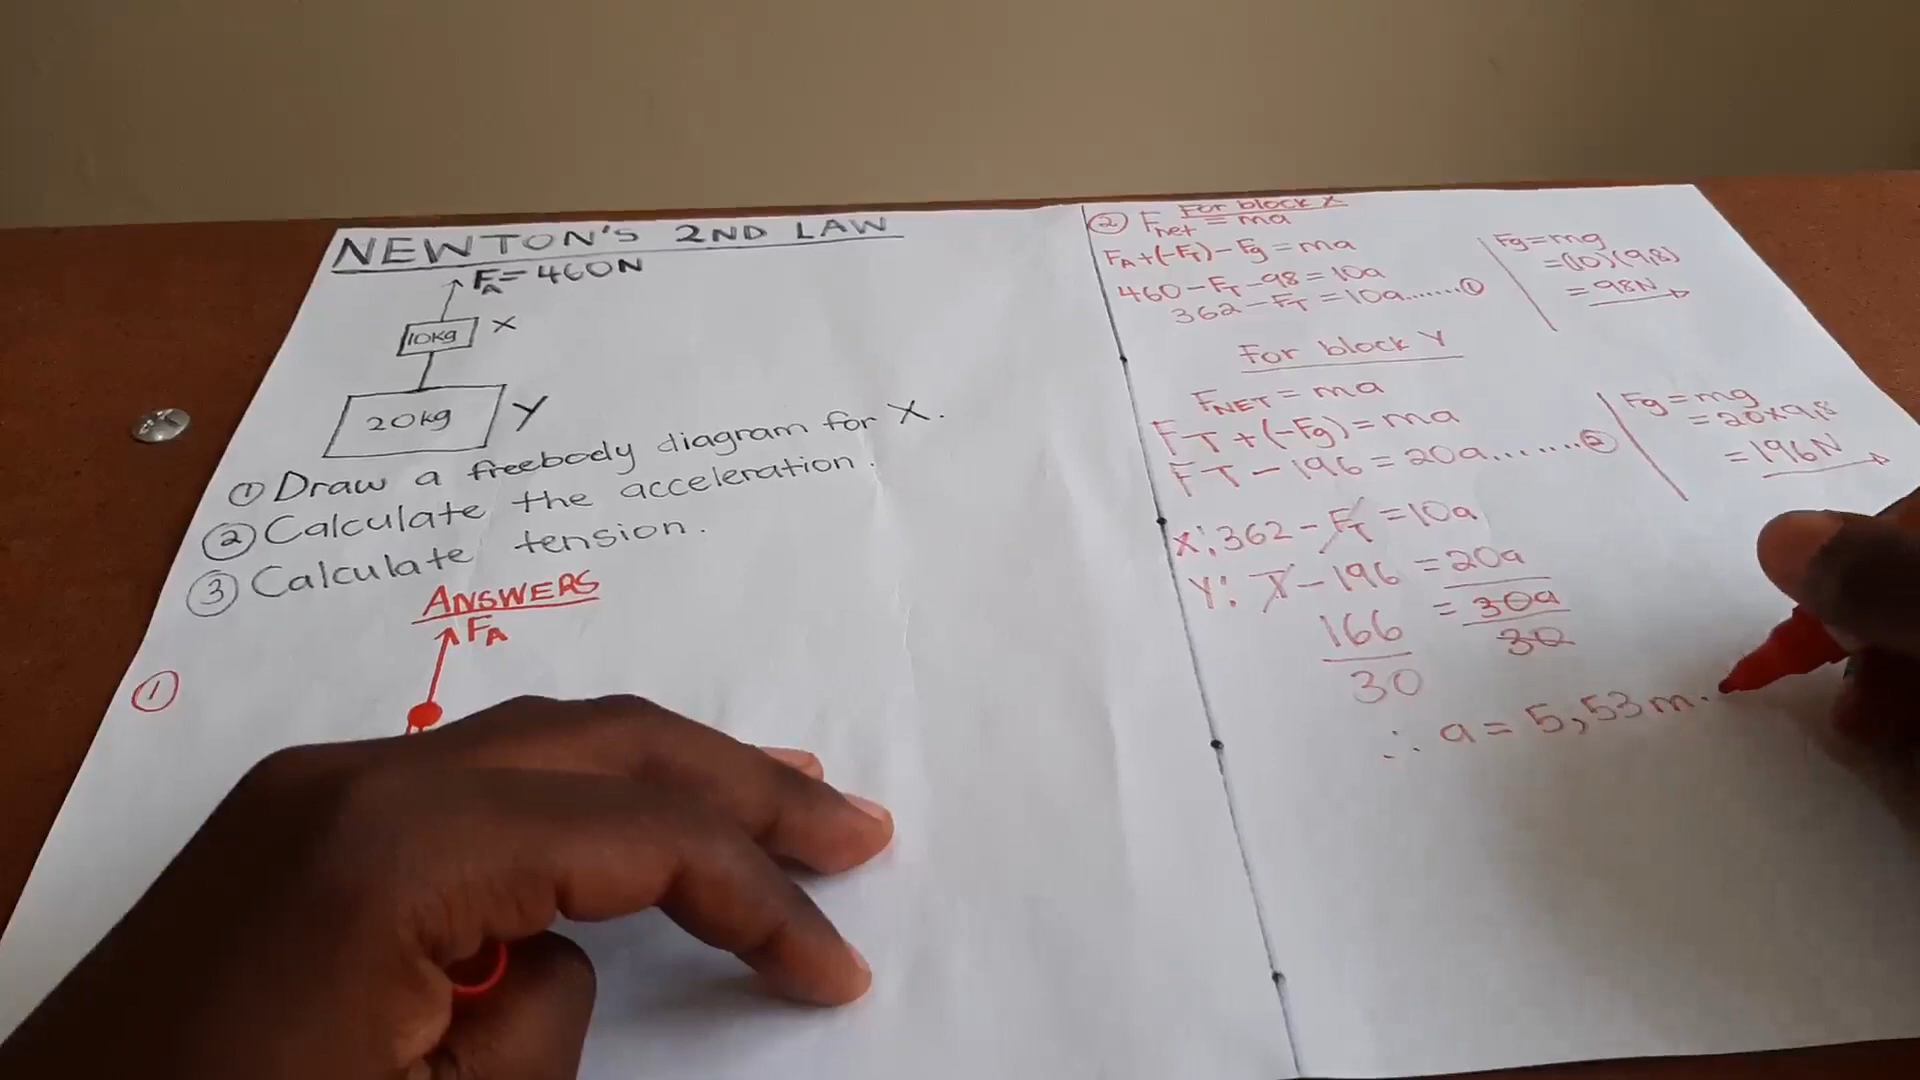 NEWTON'S 2ND LAW
FA = 460N
10kg X
20kg Y
① Draw a freebody diagram for X.
② Calculate the acceleration.
③ Calculate tension.
ANSWERS
FA
①
For block X
② Fnet = ma
FA + (-FT) - Fg = ma
460 - FT - 98 = 10a
362 - FT = 10a.......①
Fg = mg
= (10)(9,8)
= 98N
For block Y
FNET = ma
FT + (-Fg) = ma
FT - 196 = 20a.......②
Fg = mg
= 20x9,8
= 196N
X: 362 - FT = 10a
Y: T - 196 = 20a
166 = 30a
30 30
∴ a = 5,53m.